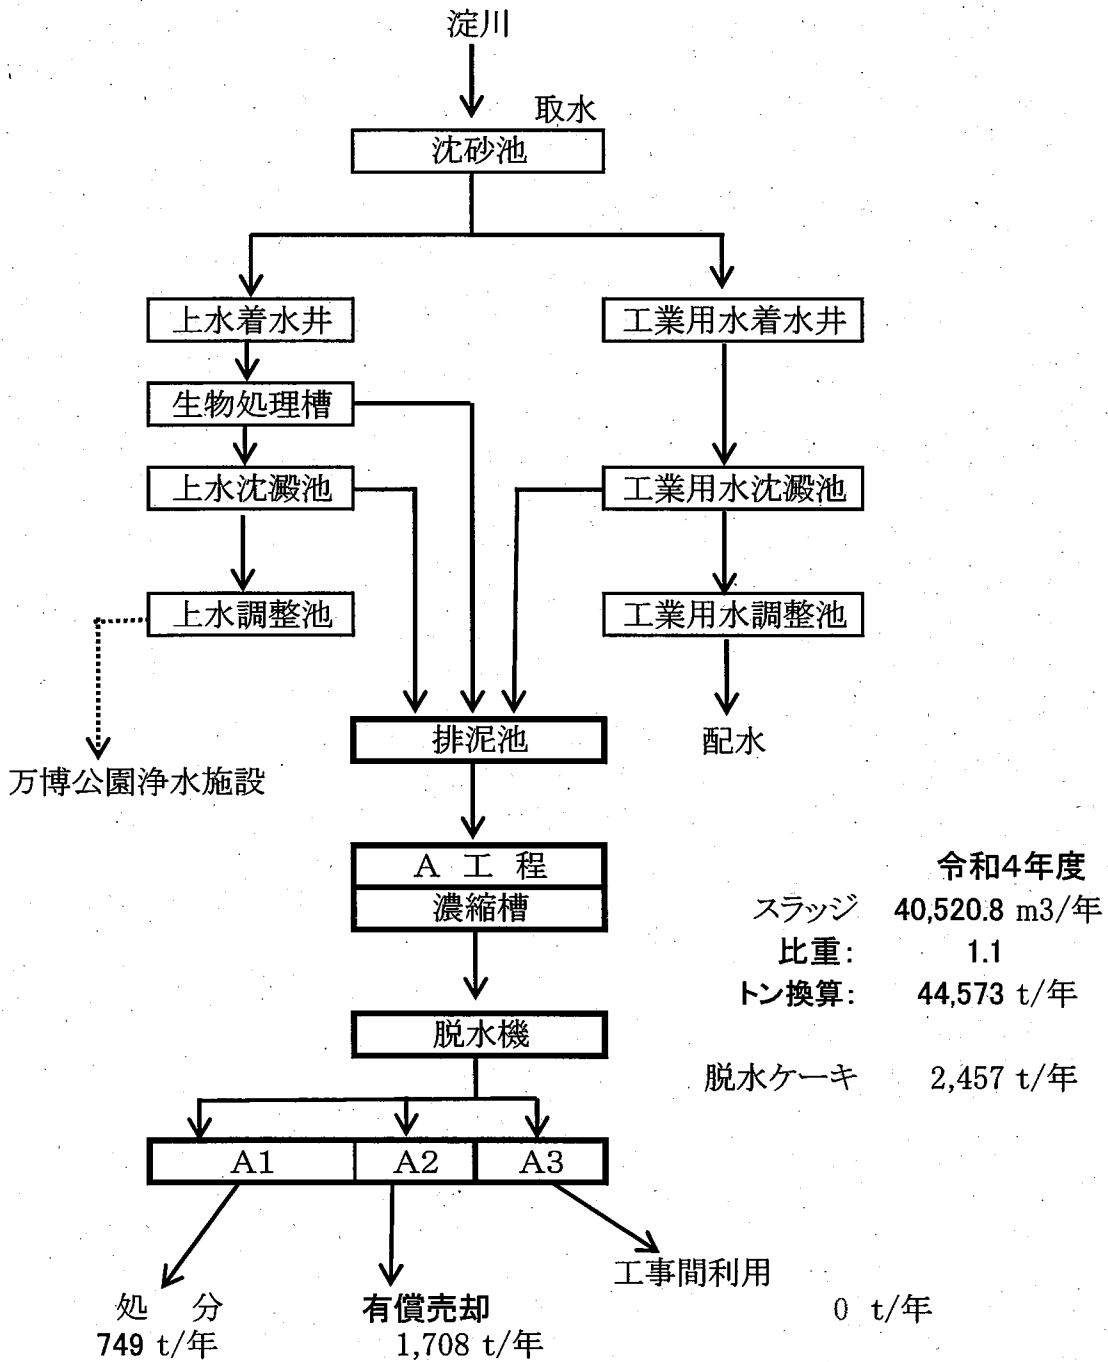 淀川
取水
沈砂池
上水着水井
工業用水着水井
生物処理槽
上水沈澱池
工業用水沈澱池
上水調整池
工業用水調整池
排泥池
配水
万博公園浄水施設
A 工 程
濃縮槽
令和4年度
スラッジ 40,520.8 m3/年
比重: 1.1
トン換算: 44,573 t/年
脱水機
脱水ケーキ 2,457 t/年
A1 A2 A3
工事間利用
処 分 有償売却 0 t/年
749 t/年 1,708 t/年